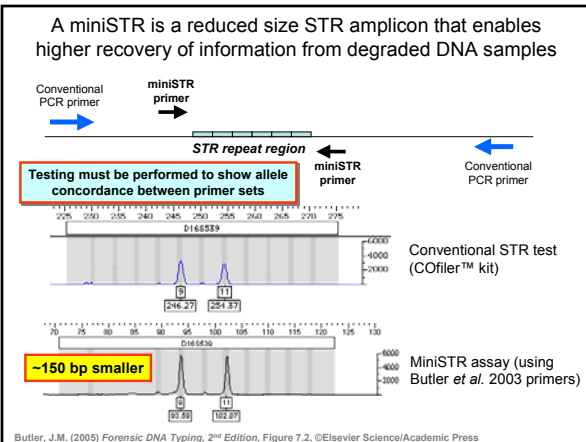 A miniSTR is a reduced size STR amplicon that enables
higher recovery of information from degraded DNA samples
Conventional
PCR primer
miniSTR
primer
STR repeat region
miniSTR
primer
Conventional
PCR primer
Testing must be performed to show allele
concordance between primer sets
225 230 235 240 245 250 255 260 265 270 275
D16S539
6000
4000
2000
9 11
246.27 254.37
Conventional STR test
(COfiler™ kit)
70 80 90 95 100 105 110 115 120 125 130
D16S539
~150 bp smaller
6000
4000
2000
0
9 11
93.59 102.07
MiniSTR assay (using
Butler et al. 2003 primers)
Butler, J.M. (2005) Forensic DNA Typing, 2nd Edition, Figure 7.2, ©Elsevier Science/Academic Press